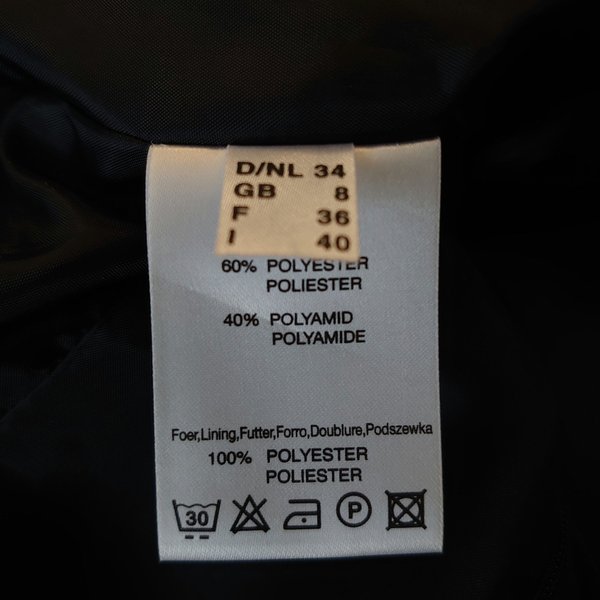 D/NL 34
GB 8
F 36
I 40
60% POLYESTER
POLIESTER
40% POLYAMID
POLYAMIDE
Foer,Lining,Futter,Forro,Doublure,Podszewka
100% POLYESTER
POLIESTER
30 P